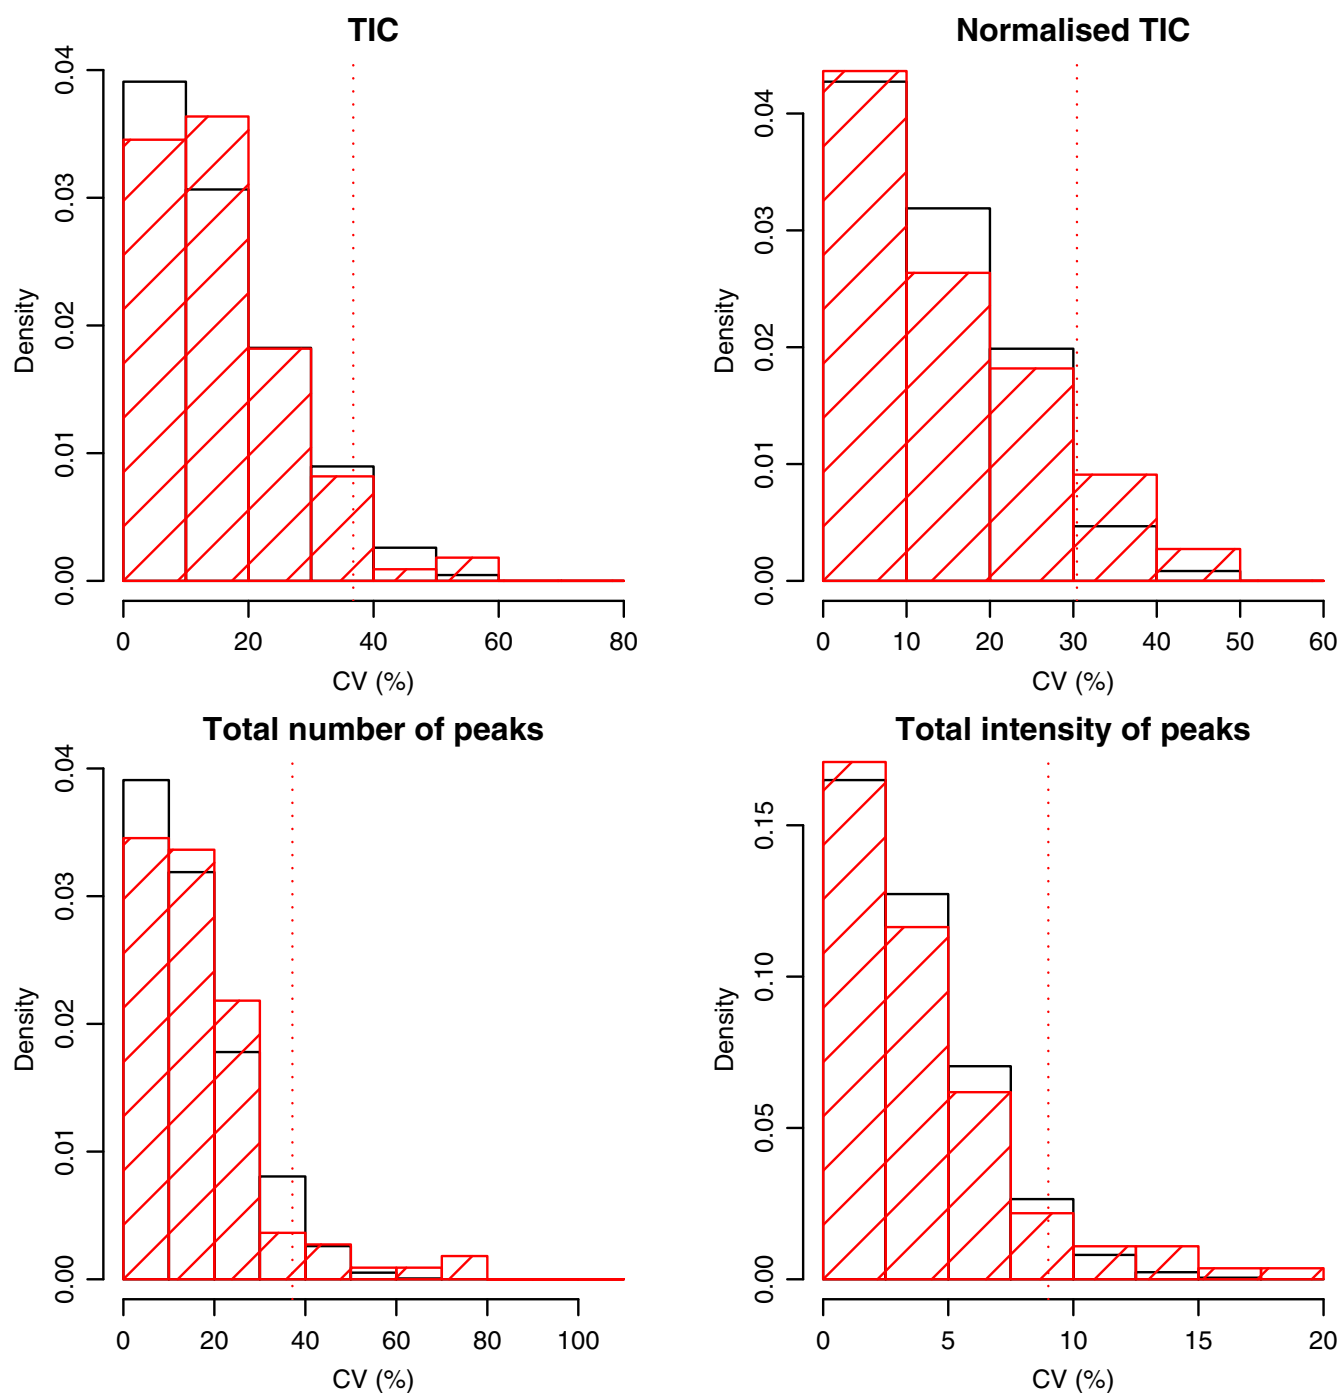 TIC
Density
0.00 0.01 0.02 0.03 0.04
0 20 40 60 80
CV (%)
Normalised TIC
Density
0.00 0.01 0.02 0.03 0.04
0 10 20 30 40 50 60
CV (%)
Total number of peaks
Density
0.00 0.01 0.02 0.03 0.04
0 20 40 60 80 100
CV (%)
Total intensity of peaks
Density
0.00 0.05 0.10 0.15
0 5 10 15 20
CV (%)